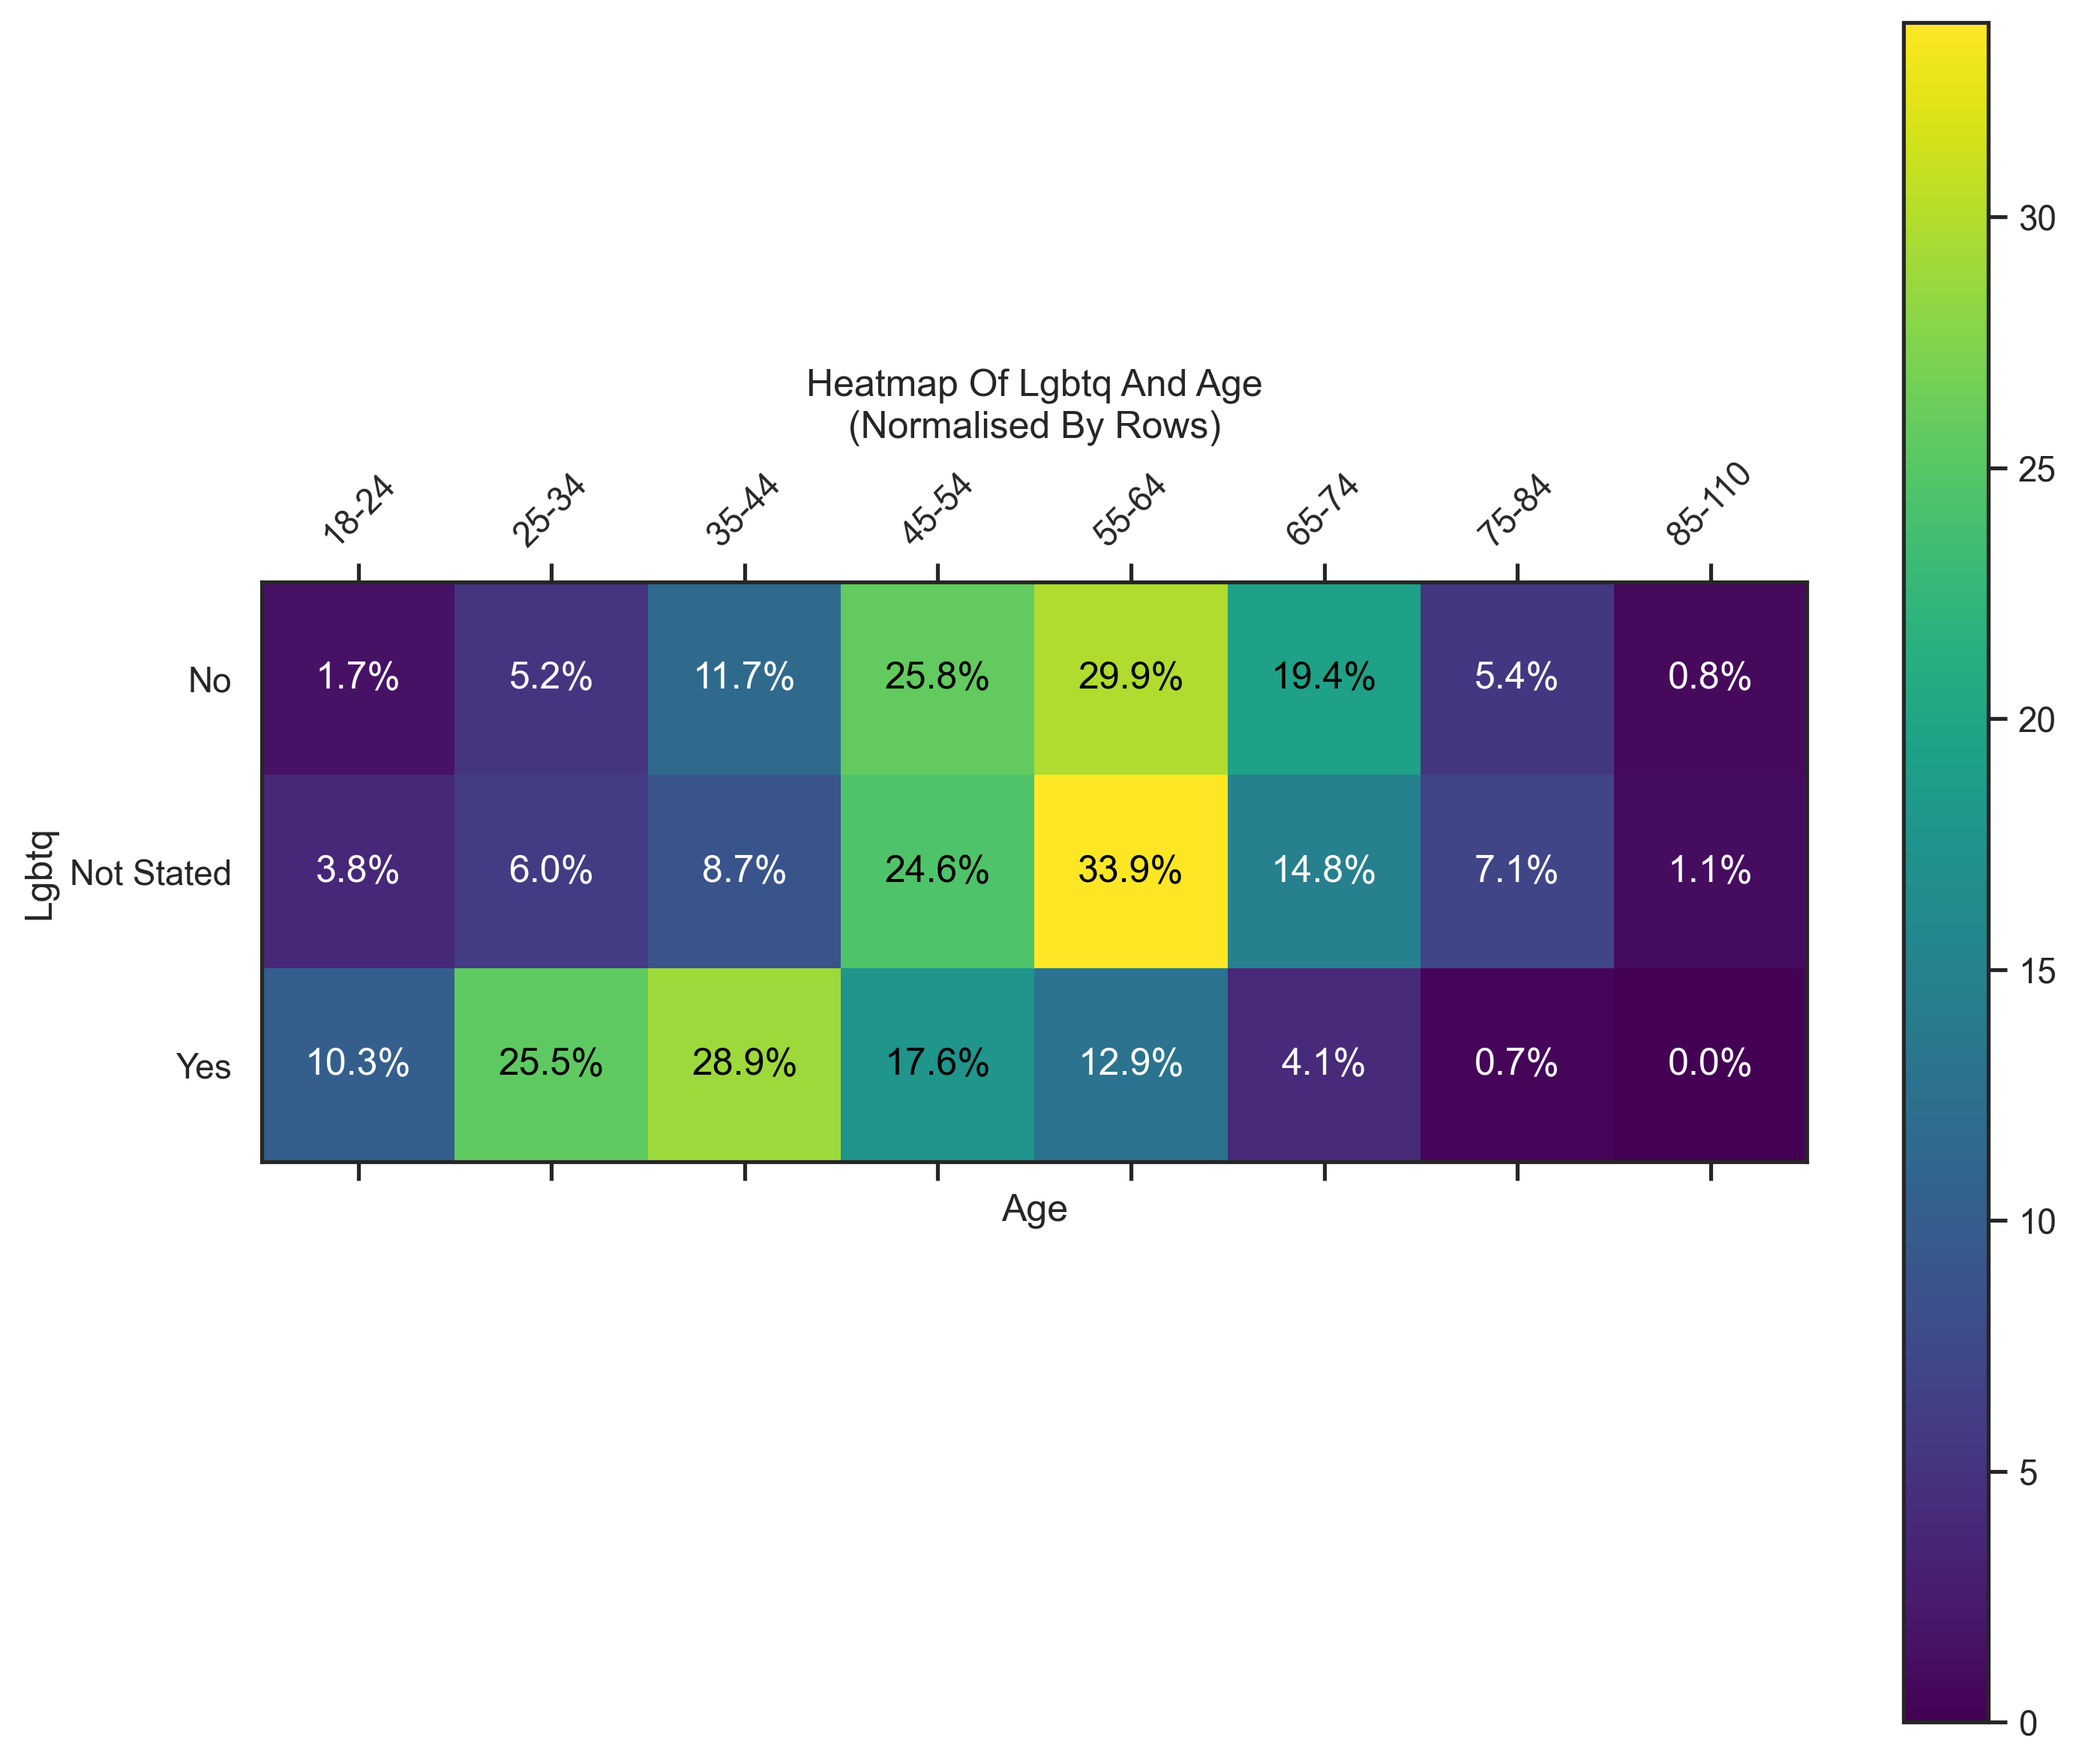 Heatmap Of Lgbtq And Age
(Normalised By Rows)
18-24 25-34 35-44 45-54 55-64 65-74 75-84 85-110
No 1.7% 5.2% 11.7% 25.8% 29.9% 19.4% 5.4% 0.8%
Not Stated 3.8% 6.0% 8.7% 24.6% 33.9% 14.8% 7.1% 1.1%
Yes 10.3% 25.5% 28.9% 17.6% 12.9% 4.1% 0.7% 0.0%
Lgbtq
Age
30
25
20
15
10
5
0